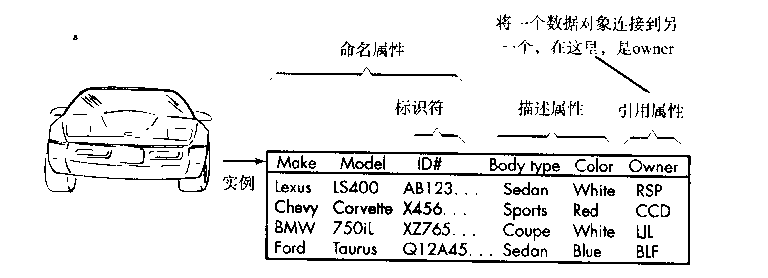 将一个数据对象连接到另
一个，在这里，是owner
命名属性
标识符 描述属性 引用属性
实例
Make Model ID# Body type Color Owner
Lexus LS400 AB123... Sedan White RSP
Chevy Corvette X456... Sports Red CCD
BMW 750iL XZ765... Coupe White LJL
Ford Taurus Q12A45... Sedan Blue BLF